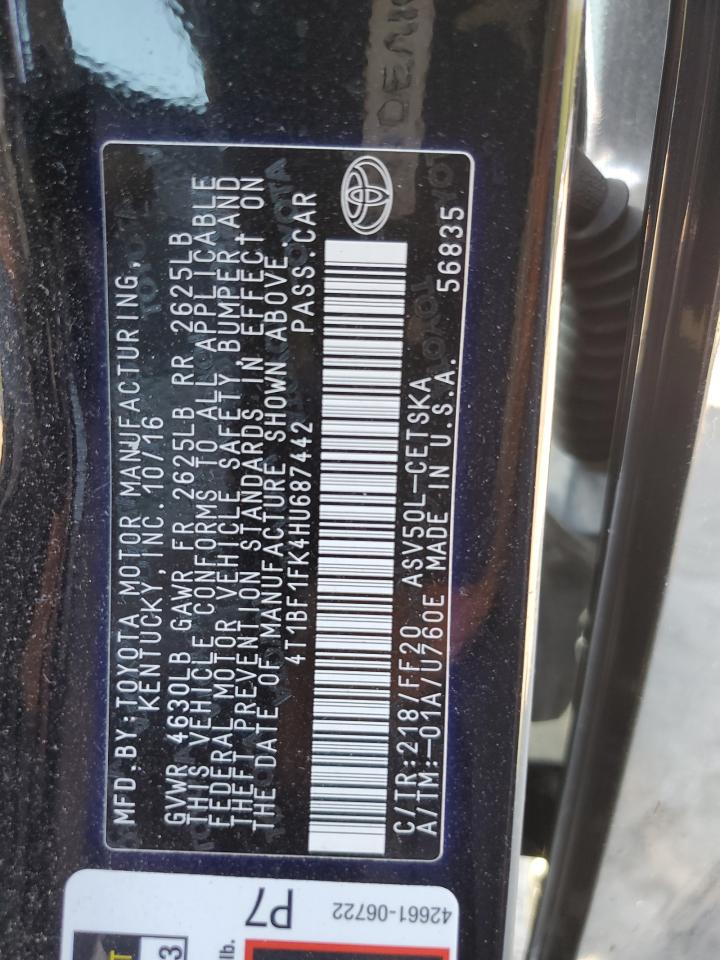 MFD.BY:TOYOTA MOTOR MANUFACTURING,
KENTUCKY, INC. 10/16
GVWR 4630LB GAWR FR 2625LB RR 2625LB
THIS VEHICLE CONFORMS TO ALL APPLICABLE
FEDERAL MOTOR VEHICLE SAFETY, BUMPER AND
THEFT PREVENTION STANDARDS IN EFFECT ON
THE DATE OF MANUFACTURE SHOWN ABOVE.
4T1BF1FK4HU687442 PASS.CAR
C/TR:218/FF20 ASV50L-CETSKA
A/TM:-01A/U760E MADE IN U.S.A. 56835
P7
42661-06722
lb.
3